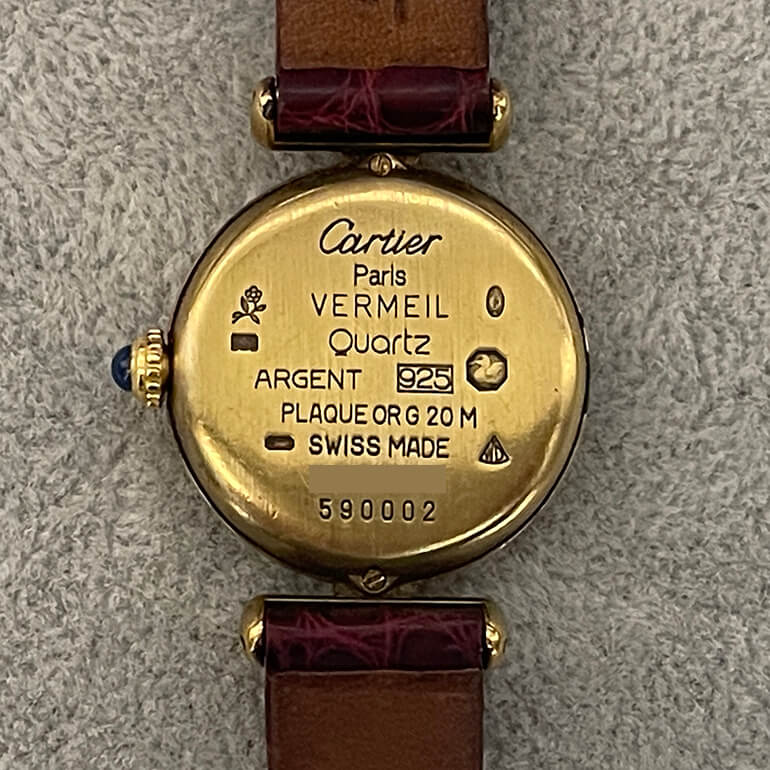 Cartier
Paris
VERMEIL
Quartz
ARGENT 925
PLAQUE OR G 20 M
SWISS MADE
590002